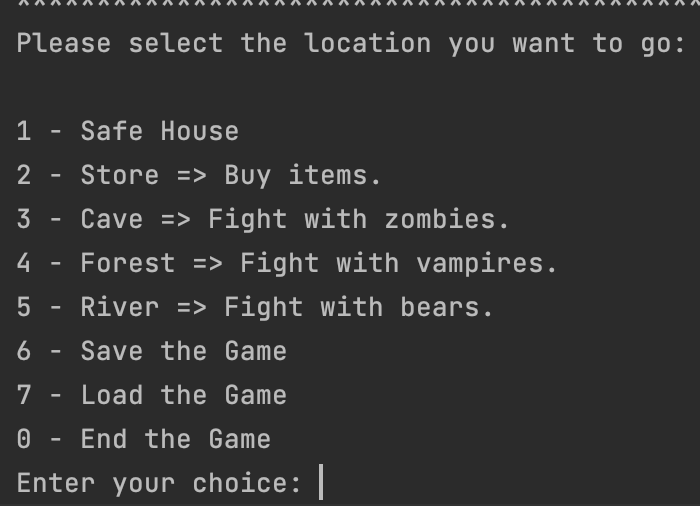 Please select the location you want to go:
1 - Safe House
2 - Store => Buy items.
3 - Cave => Fight with zombies.
4 - Forest => Fight with vampires.
5 - River => Fight with bears.
6 - Save the Game
7 - Load the Game
0 - End the Game
Enter your choice: